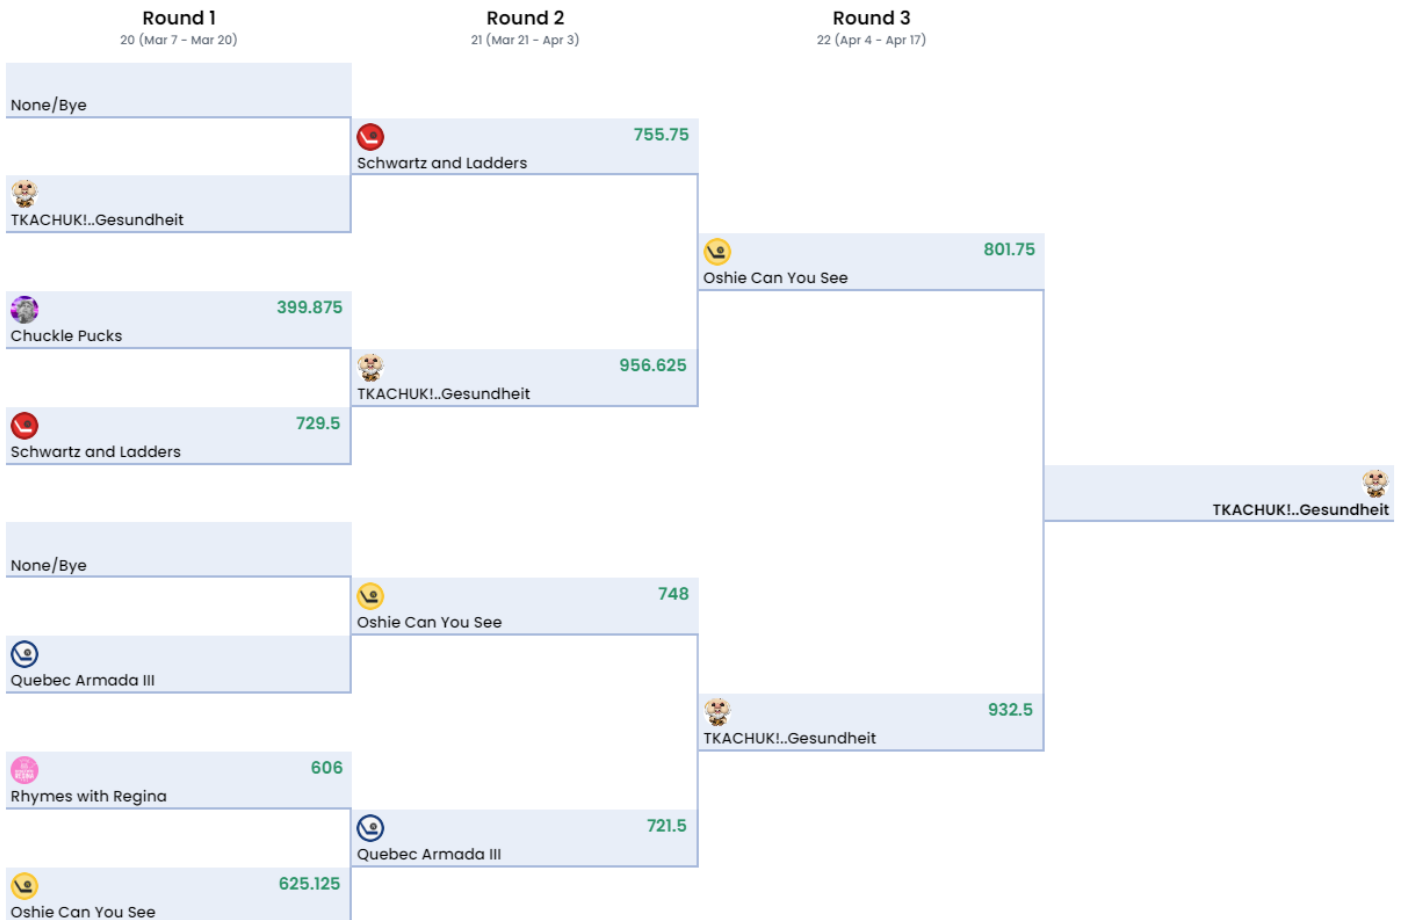 Round 1
20 (Mar 7 - Mar 20)
Round 2
21 (Mar 21 - Apr 3)
Round 3
22 (Apr 4 - Apr 17)
None/Bye
TKACHUK!..Gesundheit
399.875
Chuckle Pucks
729.5
Schwartz and Ladders
None/Bye
Quebec Armada III
606
Rhymes with Regina
625.125
Oshie Can You See
755.75
Schwartz and Ladders
956.625
TKACHUK!..Gesundheit
748
Oshie Can You See
721.5
Quebec Armada III
801.75
Oshie Can You See
932.5
TKACHUK!..Gesundheit
TKACHUK!..Gesundheit